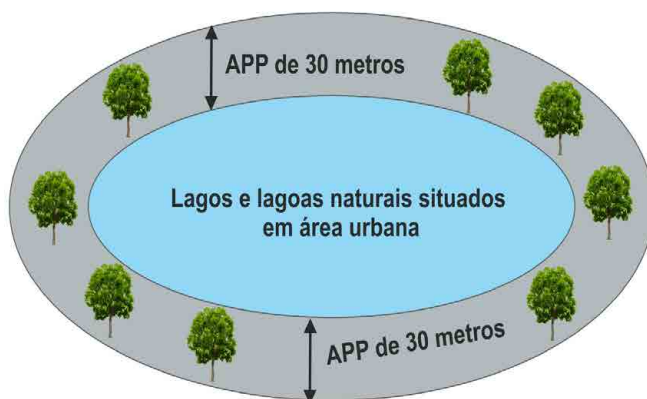 APP de 30 metros
Lagos e lagoas naturais situados
em área urbana
APP de 30 metros